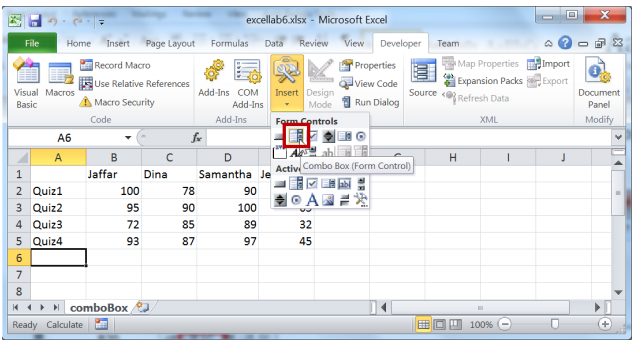 excellab6.xlsx - Microsoft Excel
File Home Insert Page Layout Formulas Data Review View Developer Team
Visual Basic
Macros
Record Macro
Use Relative References
Macro Security
Code
Add-Ins
COM Add-Ins
Add-Ins
Insert
Design Mode
Properties
View Code
Run Dialog
Source
Map Properties
Expansion Packs
Refresh Data
Import
Export
XML
Document Panel
Modify
Form Controls
Combo Box (Form Control)
A6 fx
A B C D H I J
1 Jaffar Dina Samantha Je
2 Quiz1 100 78 90
3 Quiz2 95 90 100
4 Quiz3 72 85 89 32
5 Quiz4 93 87 97 45
6
7
8
comboBox
Ready Calculate 100%